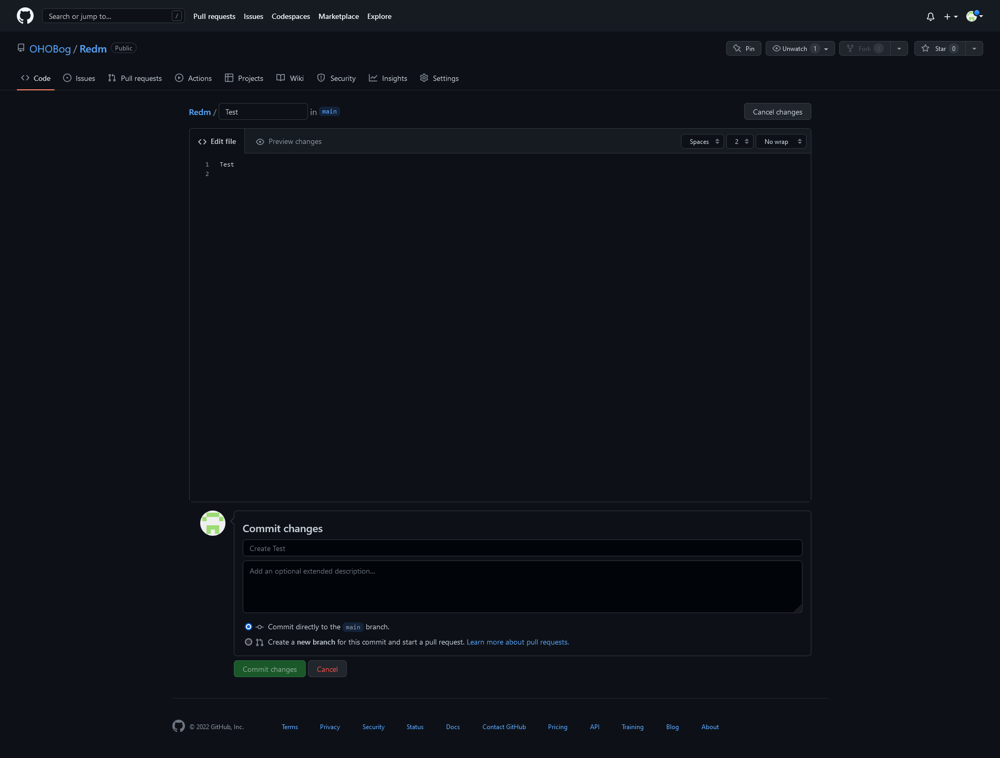 Search or jump to... / Pull requests Issues Codespaces Marketplace Explore
OHOBog / Redm Public Pin Unwatch 1 Fork 0 Star 0
Code Issues Pull requests Actions Projects Wiki Security Insights Settings
Redm / Test in main Cancel changes
Edit file Preview changes Spaces 2 No wrap
1 Test
2
Commit changes
Create Test
Add an optional extended description...
Commit directly to the main branch.
Create a new branch for this commit and start a pull request. Learn more about pull requests.
Commit changes Cancel
© 2022 GitHub, Inc. Terms Privacy Security Status Docs Contact GitHub Pricing API Training Blog About